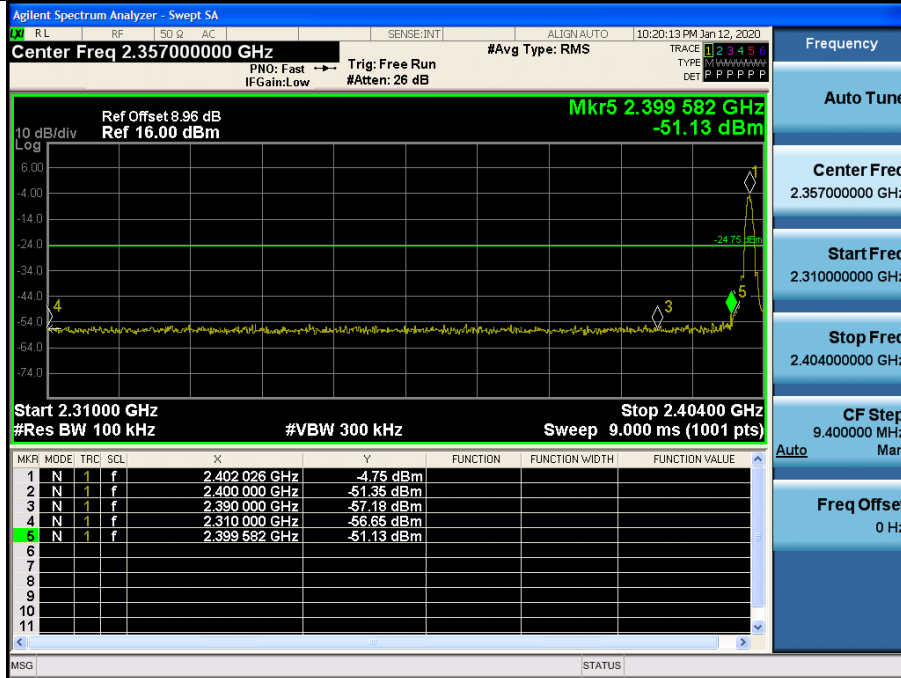 Agilent Spectrum Analyzer - Swept SA
LXI RL RF 50 Ω AC SENSE:INT ALIGN AUTO 10:20:13 PM Jan 12, 2020
Center Freq 2.357000000 GHz
PNO: Fast
IFGain:Low
Trig: Free Run
#Atten: 26 dB
#Avg Type: RMS
TRACE 1 2 3 4 5 6
TYPE M WWWWW
DET P P P P P P
Mkr5 2.399 582 GHz
-51.13 dBm
Ref Offset 8.96 dB
10 dB/div Ref 16.00 dBm
Log
6.00
-4.00
-14.0
-24.0
-34.0
-44.0
-54.0
-64.0
-74.0
1
-24.75 dBm
4
3
5
Start 2.31000 GHz Stop 2.40400 GHz
#Res BW 100 kHz #VBW 300 kHz Sweep 9.000 ms (1001 pts)
MKR MODE TRC SCL X Y FUNCTION FUNCTION WIDTH FUNCTION VALUE
1 N 1 f 2.402 026 GHz -4.75 dBm
2 N 1 f 2.400 000 GHz -51.35 dBm
3 N 1 f 2.390 000 GHz -57.18 dBm
4 N 1 f 2.310 000 GHz -56.65 dBm
5 N 1 f 2.399 582 GHz -51.13 dBm
6
7
8
9
10
11
MSG STATUS
Frequency
Auto Tune
Center Freq
2.357000000 GHz
Start Freq
2.310000000 GHz
Stop Freq
2.404000000 GHz
CF Step
9.400000 MHz
Auto Man
Freq Offset
0 Hz